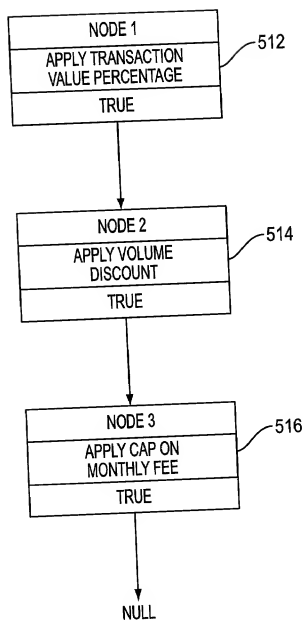 NODE 1
APPLY TRANSACTION
VALUE PERCENTAGE
TRUE
512
NODE 2
APPLY VOLUME
DISCOUNT
TRUE
514
NODE 3
APPLY CAP ON
MONTHLY FEE
TRUE
516
NULL